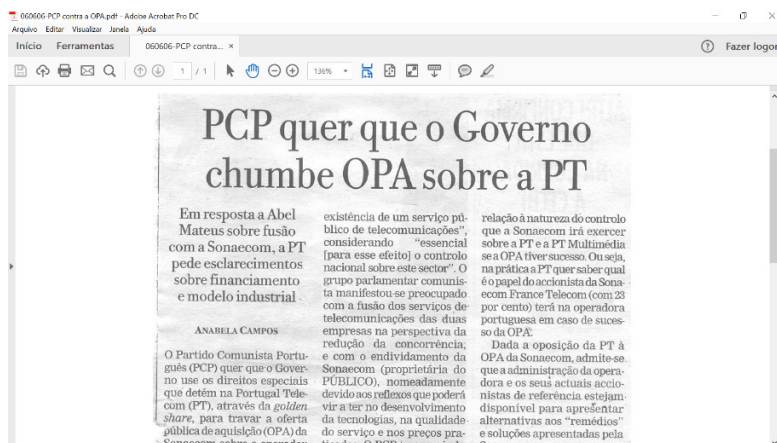 060606-PCP contra a OPA.pdf - Adobe Acrobat Pro DC
Arquivo Editar Visualizar Janela Ajuda
Início Ferramentas 060606-PCP contra... × Fazer logon
1 / 1 136%
PCP quer que o Governo
chumbe OPA sobre a PT
Em resposta a Abel
Mateus sobre fusão
com a Sonaecom, a PT
pede esclarecimentos
sobre financiamento
e modelo industrial
ANABELA CAMPOS
O Partido Comunista Portu-
guês (PCP) quer que o Gover-
no use os direitos especiais
que detém na Portugal Tele-
com (PT), através da golden
share, para travar a oferta
pública de aquisição (OPA) da
Sonaecom sobre a operador
existência de um serviço pú-
blico de telecomunicações",
considerando "essencial
[para esse efeito] o controlo
nacional sobre este sector". O
grupo parlamentar comunis-
ta manifestou-se preocupado
com a fusão dos serviços de
telecomunicações das duas
empresas na perspectiva da
redução da concorrência,
e com o endividamento da
Sonaecom (proprietária do
PÚBLICO), nomeadamente
devido aos reflexos que poderá
vir a ter no desenvolvimento
da tecnologias, na qualidade
do serviço e nos preços pra-
relação à natureza do controlo
que a Sonaecom irá exercer
sobre a PT e a PT Multimédia
se a OPA tiver sucesso. Ou seja,
na prática a PT quer saber qual
é o papel do accionista da Sona-
ecom France Telecom (com 23
por cento) terá na operadora
portuguesa em caso de suces-
so da OPA.
Dada a oposição da PT à
OPA da Sonaecom, admite-se
que a administração da opera-
dora e os seus actuais accio-
nistas de referência estejam
disponível para apresentar
alternativas aos "remédios"
e soluções apresentadas pela